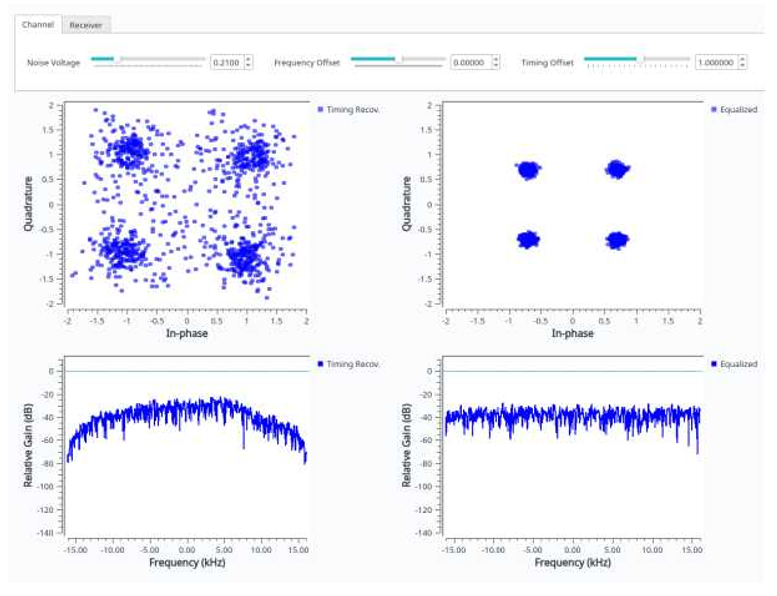 Channel Receiver
Noise Voltage 0.2100 Frequency Offset 0.00000 Timing Offset 1.000000
Timing Recov. Equalized
Quadrature
2
1.5
1
0.5
0
-0.5
-1
-1.5
-2
-2 -1.5 -1 -0.5 0 0.5 1 1.5 2
In-phase
Quadrature
2
1.5
1
0.5
0
-0.5
-1
-1.5
-2
-2 -1.5 -1 -0.5 0 0.5 1 1.5 2
In-phase
Timing Recov. Equalized
Relative Gain (dB)
0
-20
-40
-60
-80
-100
-120
-140
-15.00 -10.00 -5.00 0.00 5.00 10.00 15.00
Frequency (kHz)
Relative Gain (dB)
0
-20
-40
-60
-80
-100
-120
-140
-15.00 -10.00 -5.00 0.00 5.00 10.00 15.00
Frequency (kHz)